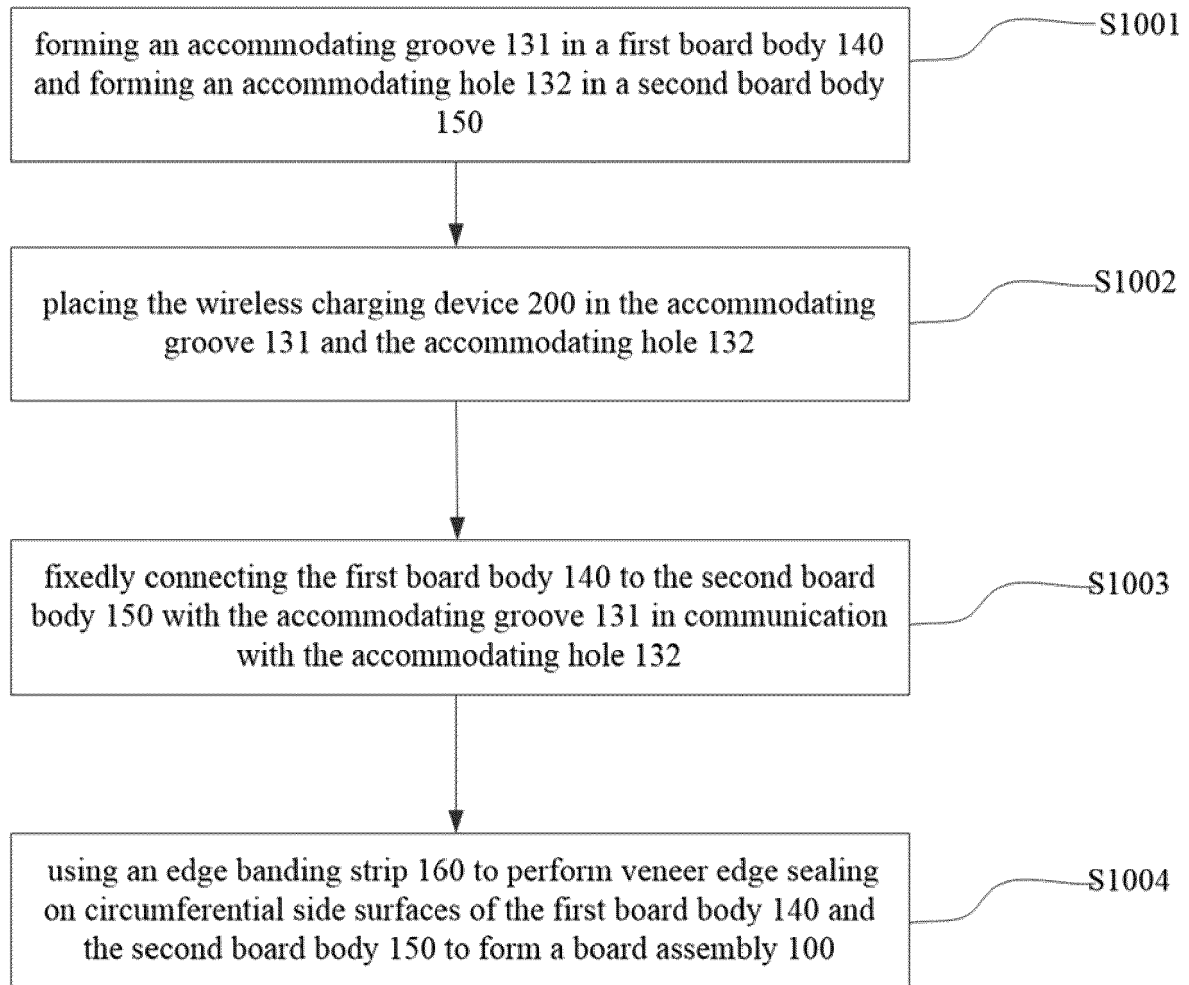 forming an accommodating groove 131 in a first board body 140
and forming an accommodating hole 132 in a second board body
150
S1001
placing the wireless charging device 200 in the accommodating
groove 131 and the accommodating hole 132
S1002
fixedly connecting the first board body 140 to the second board
body 150 with the accommodating groove 131 in communication
with the accommodating hole 132
S1003
using an edge banding strip 160 to perform veneer edge sealing
on circumferential side surfaces of the first board body 140 and
the second board body 150 to form a board assembly 100
S1004